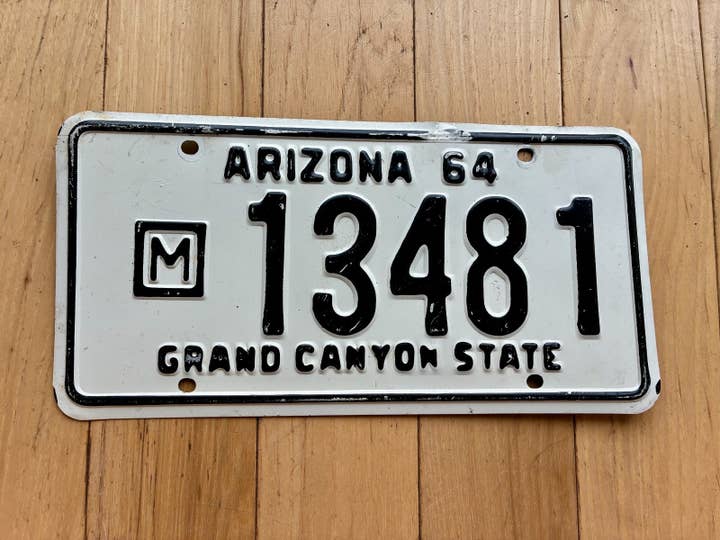 ARIZONA 64
M 13481
GRAND CANYON STATE